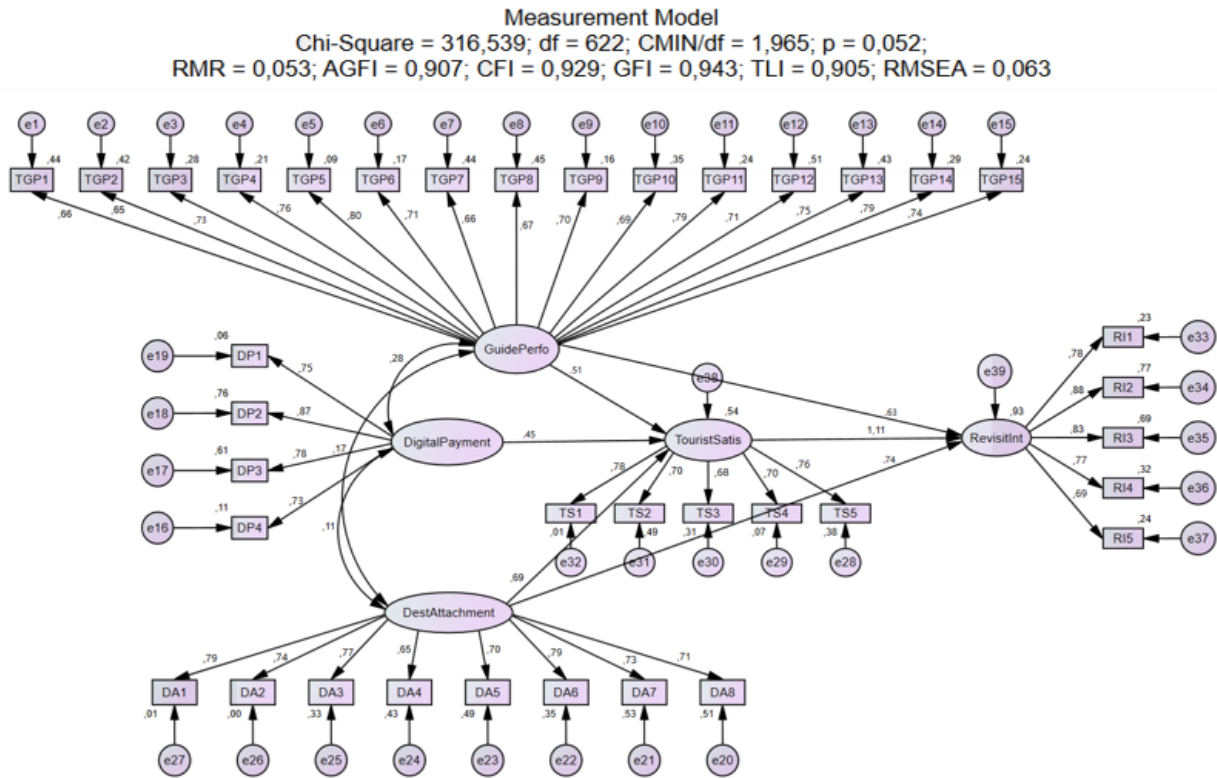 Measurement Model
Chi-Square = 316,539; df = 622; CMIN/df = 1,965; p = 0,052;
RMR = 0,053; AGFI = 0,907; CFI = 0,929; GFI = 0,943; TLI = 0,905; RMSEA = 0,063
e1 e2 e3 e4 e5 e6 e7 e8 e9 e10 e11 e12 e13 e14 e15
,44 ,42 ,28 ,21 ,09 ,17 ,44 ,45 ,16 ,35 ,24 ,51 ,43 ,29 ,24
TGP1 TGP2 TGP3 TGP4 TGP5 TGP6 TGP7 TGP8 TGP9 TGP10 TGP11 TGP12 TGP13 TGP14 TGP15
,66 ,65 ,73 ,76 ,80 ,71 ,66 ,67 ,70 ,69 ,79 ,71 ,75 ,79 ,74
GuidePerfo
,28 ,51 ,63
e19 ,06 DP1 ,75
e18 ,76 DP2 ,87
e17 ,61 DP3 ,78
e16 ,11 DP4 ,73
,17
,11
DigitalPayment
,45
e38
,54
TouristSatis
1,11
,74
e39
,93
RevisitInt
,78 RI1 ,23 e33
,88 RI2 ,77 e34
,83 RI3 ,69 e35
,77 RI4 ,32 e36
,69 RI5 ,24 e37
,78 ,70 ,68 ,70 ,76
TS1 TS2 TS3 TS4 TS5
,01 ,49 ,31 ,07 ,38
e32 e31 e30 e29 e28
,69
DestAttachment
,79 ,74 ,77 ,65 ,70 ,79 ,73 ,71
DA1 DA2 DA3 DA4 DA5 DA6 DA7 DA8
,01 ,00 ,33 ,43 ,49 ,35 ,53 ,51
e27 e26 e25 e24 e23 e22 e21 e20